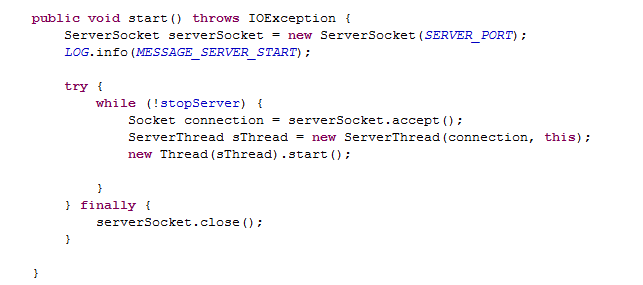 public void start() throws IOException {
    ServerSocket serverSocket = new ServerSocket(SERVER_PORT);
    LOG.info(MESSAGE_SERVER_START);
    try {
        while (!stopServer) {
            Socket connection = serverSocket.accept();
            ServerThread sThread = new ServerThread(connection, this);
            new Thread(sThread).start();
        }
    } finally {
        serverSocket.close();
    }
}